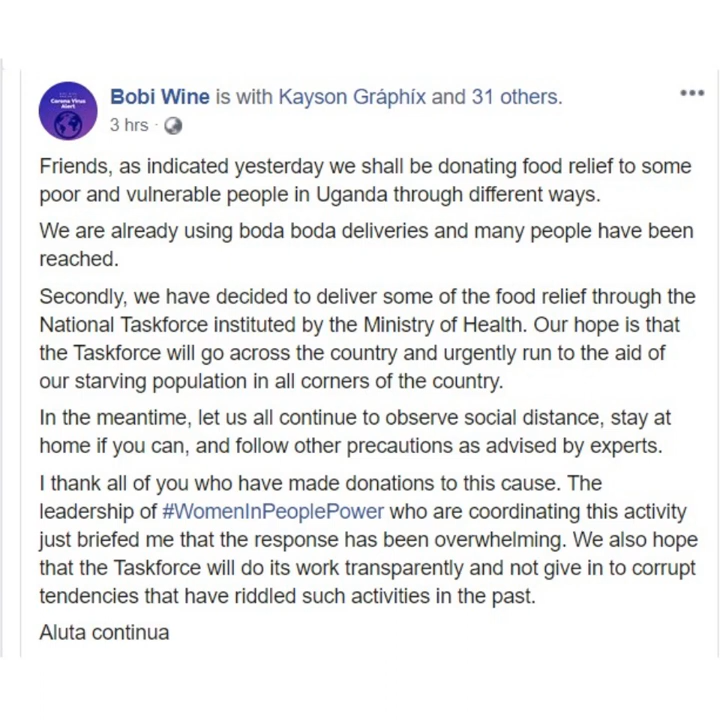 Corona Virus
Alert
Bobi Wine is with Kayson Gráphíx and 31 others.
3 hrs ·
Friends, as indicated yesterday we shall be donating food relief to some
poor and vulnerable people in Uganda through different ways.
We are already using boda boda deliveries and many people have been
reached.
Secondly, we have decided to deliver some of the food relief through the
National Taskforce instituted by the Ministry of Health. Our hope is that
the Taskforce will go across the country and urgently run to the aid of
our starving population in all corners of the country.
In the meantime, let us all continue to observe social distance, stay at
home if you can, and follow other precautions as advised by experts.
I thank all of you who have made donations to this cause. The
leadership of #WomenInPeoplePower who are coordinating this activity
just briefed me that the response has been overwhelming. We also hope
that the Taskforce will do its work transparently and not give in to corrupt
tendencies that have riddled such activities in the past.
Aluta continua